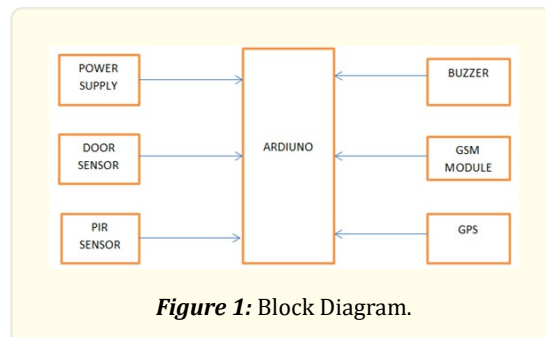 POWER
SUPPLY
DOOR
SENSOR
PIR
SENSOR
ARDIUNO
BUZZER
GSM
MODULE
GPS
Figure 1: Block Diagram.